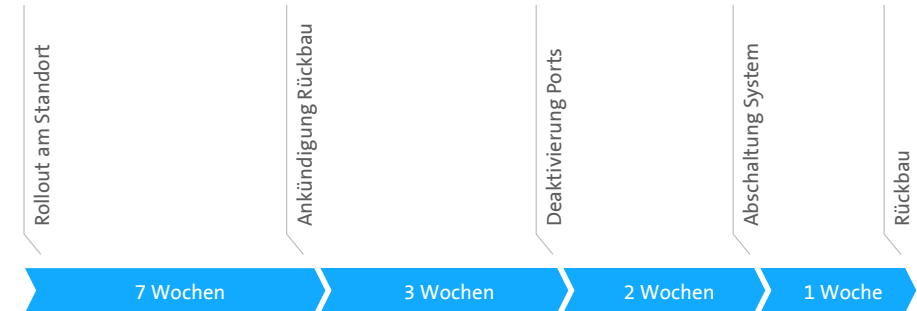 Rollout am Standort
Ankündigung Rückbau
Deaktivierung Ports
Abschaltung System
Rückbau
7 Wochen
3 Wochen
2 Wochen
1 Woche